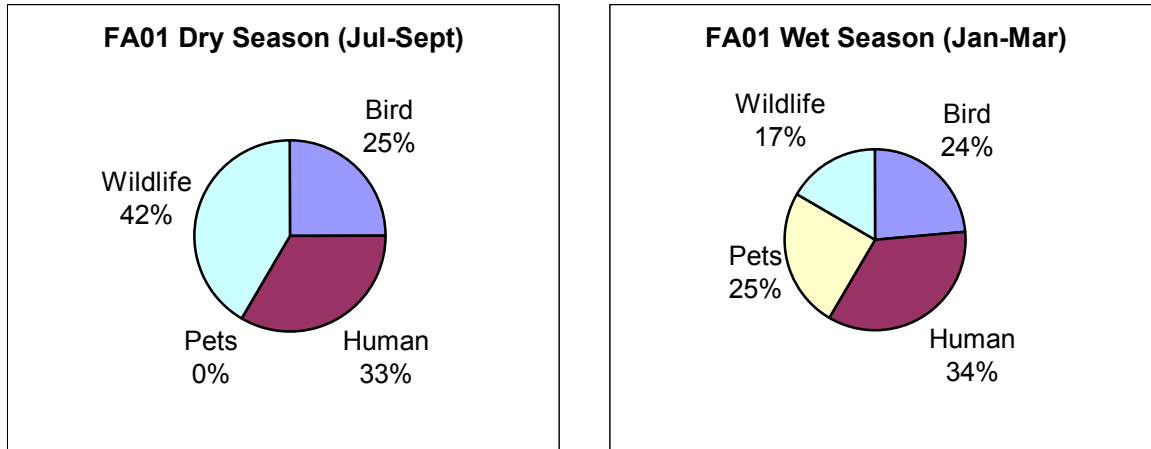 FA01 Dry Season (Jul-Sept)
Bird
25%
Wildlife
42%
Pets
0%
Human
33%
FA01 Wet Season (Jan-Mar)
Wildlife
17%
Bird
24%
Pets
25%
Human
34%